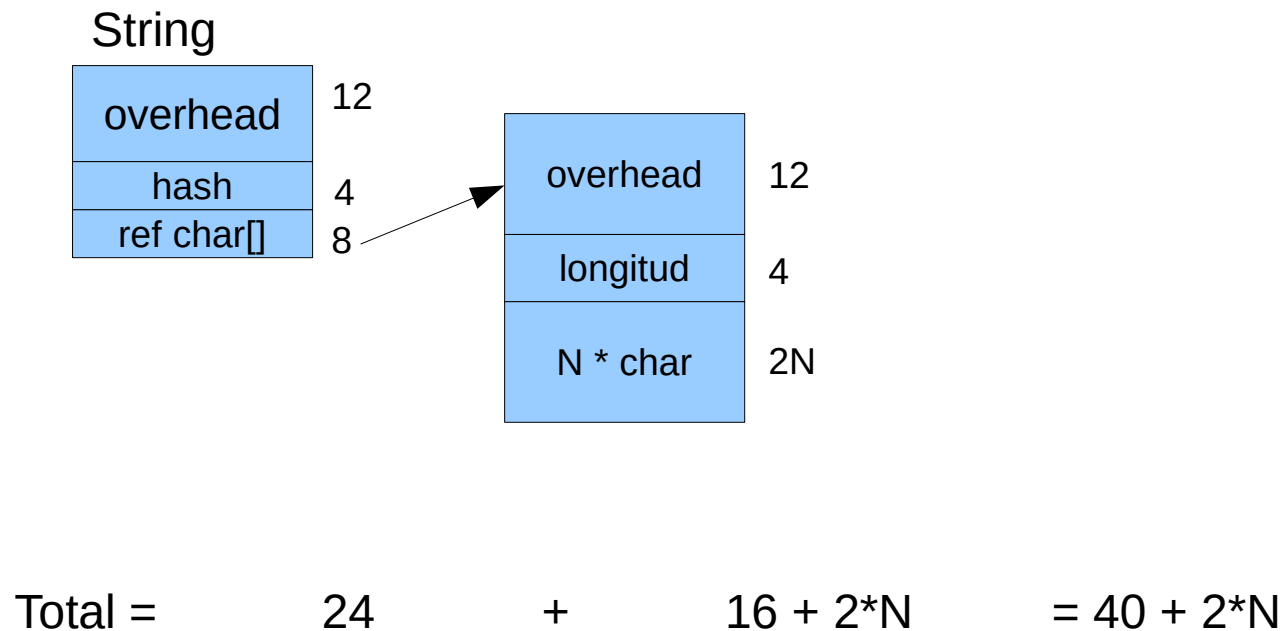 String
overhead 12
hash 4
ref char[] 8
overhead 12
longitud 4
N * char 2N
Total = 24 + 16 + 2*N = 40 + 2*N